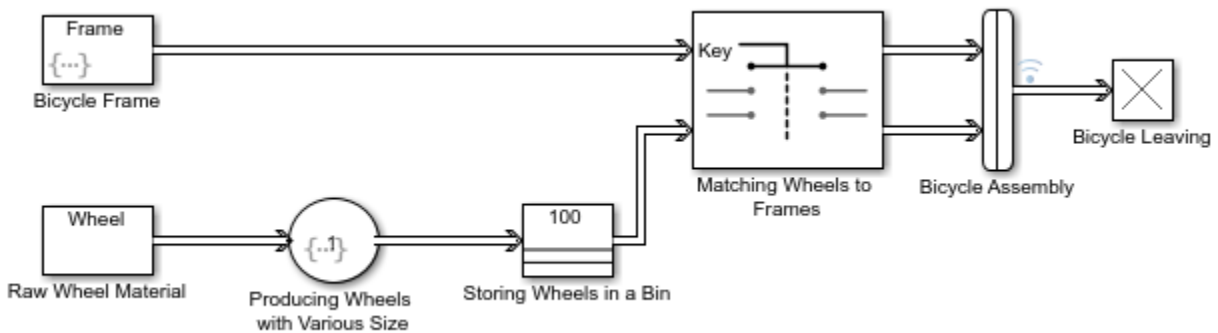 Frame
{...}
Bicycle Frame
Key
Matching Wheels to
Frames
Bicycle Assembly
Bicycle Leaving
Wheel
Raw Wheel Material
{..1}
Producing Wheels
with Various Size
100
Storing Wheels in a Bin